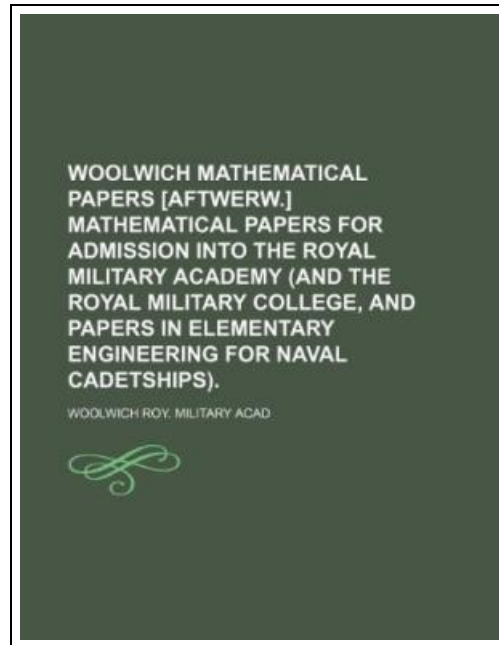 WOOLWICH MATHEMATICAL
PAPERS [AFTWERW.]
MATHEMATICAL PAPERS FOR
ADMISSION INTO THE ROYAL
MILITARY ACADEMY (AND THE
ROYAL MILITARY COLLEGE, AND
PAPERS IN ELEMENTARY
ENGINEERING FOR NAVAL
CADETSHIPS).
WOOLWICH ROY. MILITARY ACAD